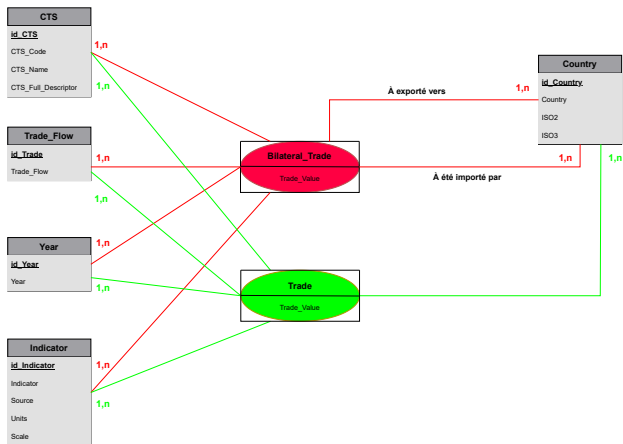 CTS
id_CTS
CTS_Code
CTS_Name
CTS_Full_Descriptor
1,n
1,n
Country
id_Country
Country
ISO2
ISO3
1,n
1,n
1,n
À exporté vers
À été importé par
Trade_Flow
id_Trade
Trade_Flow
1,n
1,n
Bilateral_Trade
Trade_Value
Year
id_Year
Year
1,n
1,n
Trade
Trade_Value
Indicator
id_Indicator
Indicator
Source
Units
Scale
1,n
1,n